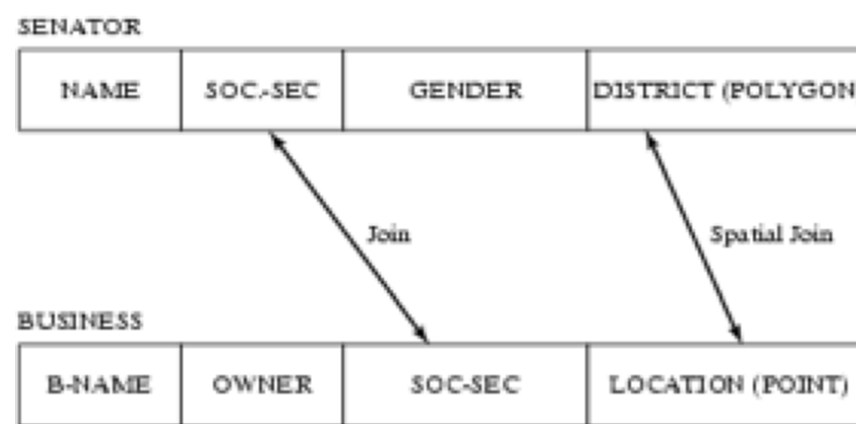 SENATOR
NAME SOC.-SEC GENDER DISTRICT (POLYGON
Join Spatial Join
BUSINESS
B-NAME OWNER SOC-SEC LOCATION (POINT)